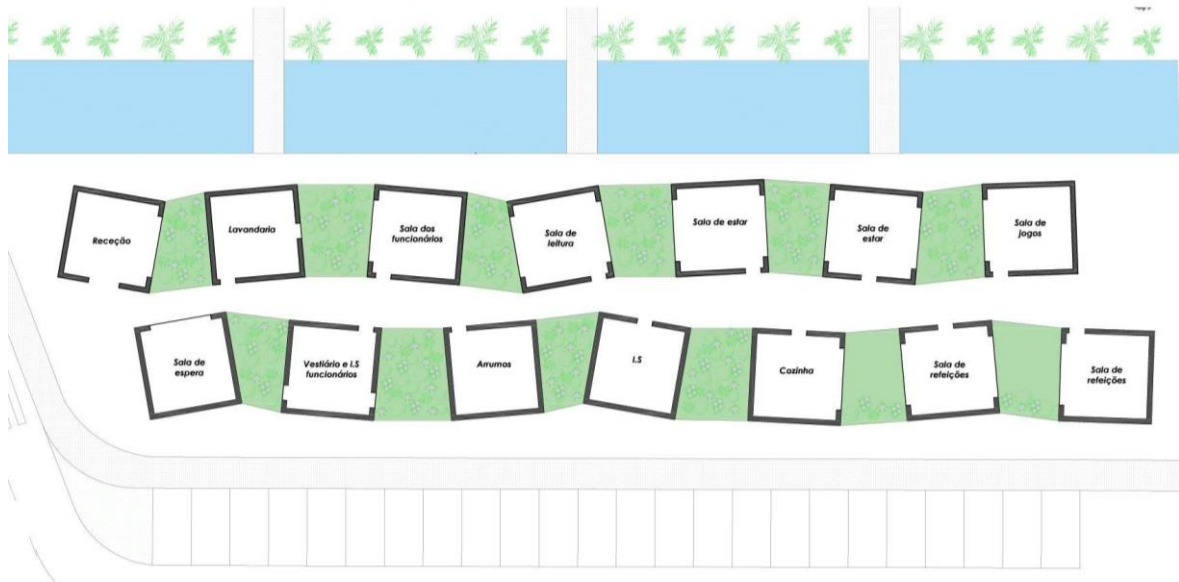 Receção
Lavandaria
Sala dos
funcionários
Sala de
leitura
Sala de estar
Sala de
estar
Sala de
jogos
Sala de
espera
Vestiário e I.S
funcionários
Arrumos
I.S
Cozinha
Sala de
refeições
Sala de
refeições